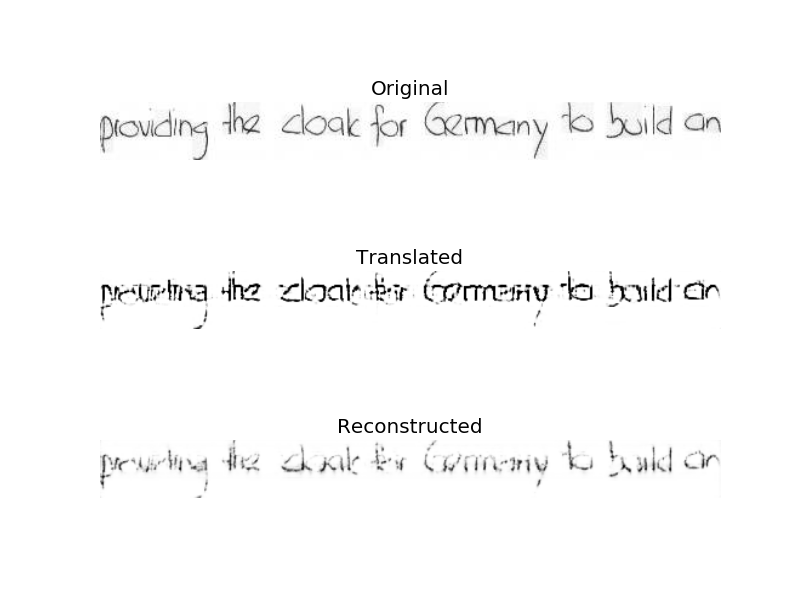 Original
providing the cloak for Germany to build an
Translated
providing the cloak for Germany to build an
Reconstructed
providing the cloak for Germany to build an